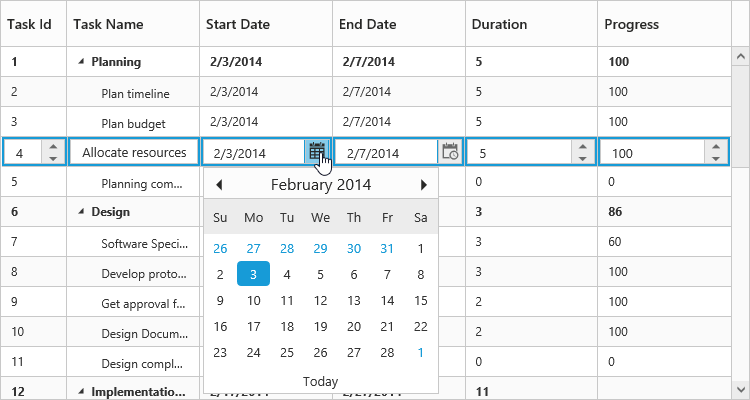 Task Id Task Name Start Date End Date Duration Progress
1 Planning 2/3/2014 2/7/2014 5 100
2 Plan timeline 2/3/2014 2/7/2014 5 100
3 Plan budget 2/3/2014 2/7/2014 5 100
4 Allocate resources 2/3/2014 2/7/2014 5 100
5 Planning com... 0 0
February 2014
6 Design 3 86
Su Mo Tu We Th Fr Sa
7 Software Speci... 3 60
26 27 28 29 30 31 1
8 Develop proto... 3 100
2 3 4 5 6 7 8
9 Get approval f... 2 100
9 10 11 12 13 14 15
10 Design Docum... 2 100
16 17 18 19 20 21 22
11 Design compl... 0 0
23 24 25 26 27 28 1
Today
12 Implementatio... 11